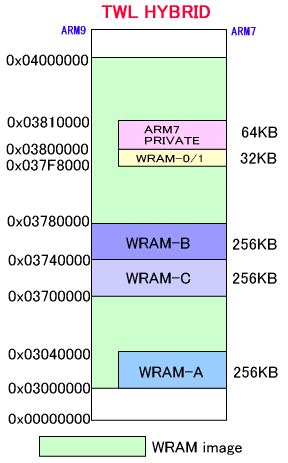 TWL HYBRID
ARM9 ARM7
0x04000000
0x03810000
ARM7
PRIVATE
64KB
0x03800000
WRAM-0/1 32KB
0x037F8000
0x03780000
WRAM-B 256KB
0x03740000
WRAM-C 256KB
0x03700000
0x03040000
WRAM-A 256KB
0x03000000
0x00000000
WRAM image